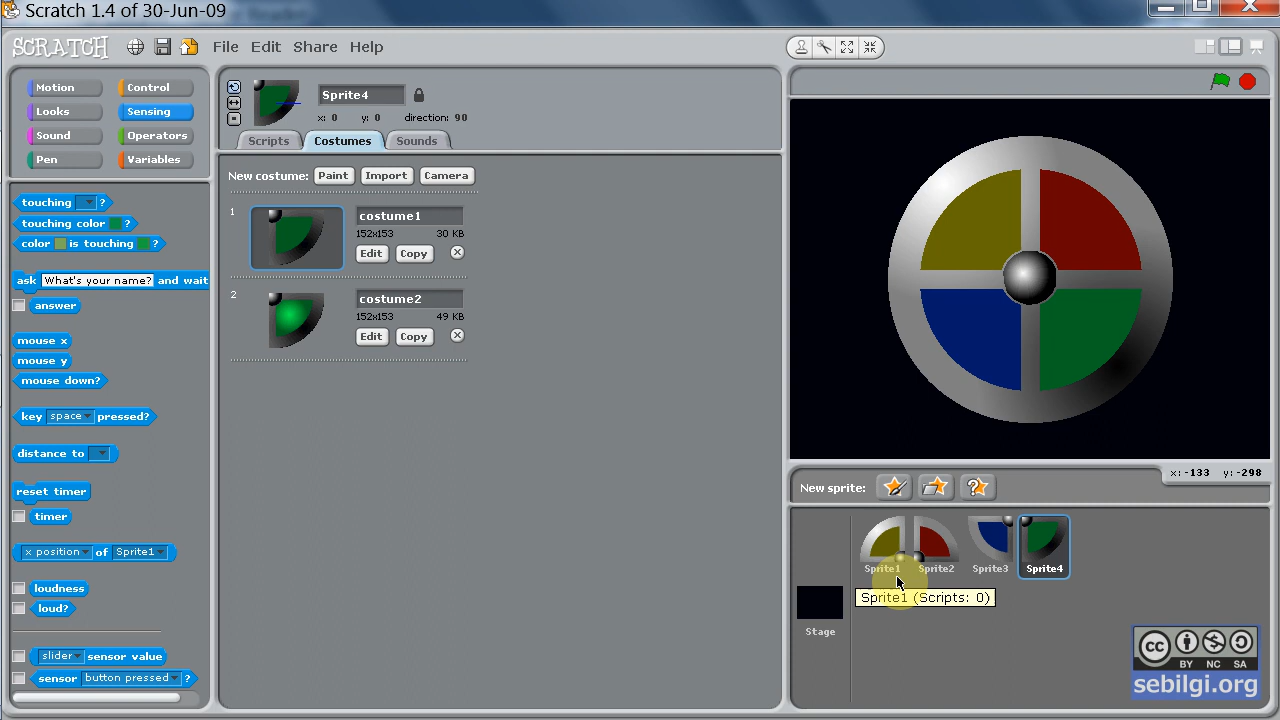 Scratch 1.4 of 30-Jun-09
SCRATCH File Edit Share Help
Motion Control
Looks Sensing
Sound Operators
Pen Variables
touching ?
touching color ?
color is touching ?
ask What's your name? and wait
answer
mouse x
mouse y
mouse down?
key space pressed?
distance to
reset timer
timer
x position of Sprite1
loudness
loud?
slider sensor value
sensor button pressed ?
Sprite4
x: 0 y: 0 direction: 90
Scripts Costumes Sounds
New costume: Paint Import Camera
1 costume1
152x153 30 KB
Edit Copy
2 costume2
152x153 49 KB
Edit Copy
x: -133 y: -298
New sprite:
Sprite1 Sprite2 Sprite3 Sprite4
Sprite1 (Scripts: 0)
Stage
cc BY NC SA
sebilgi.org